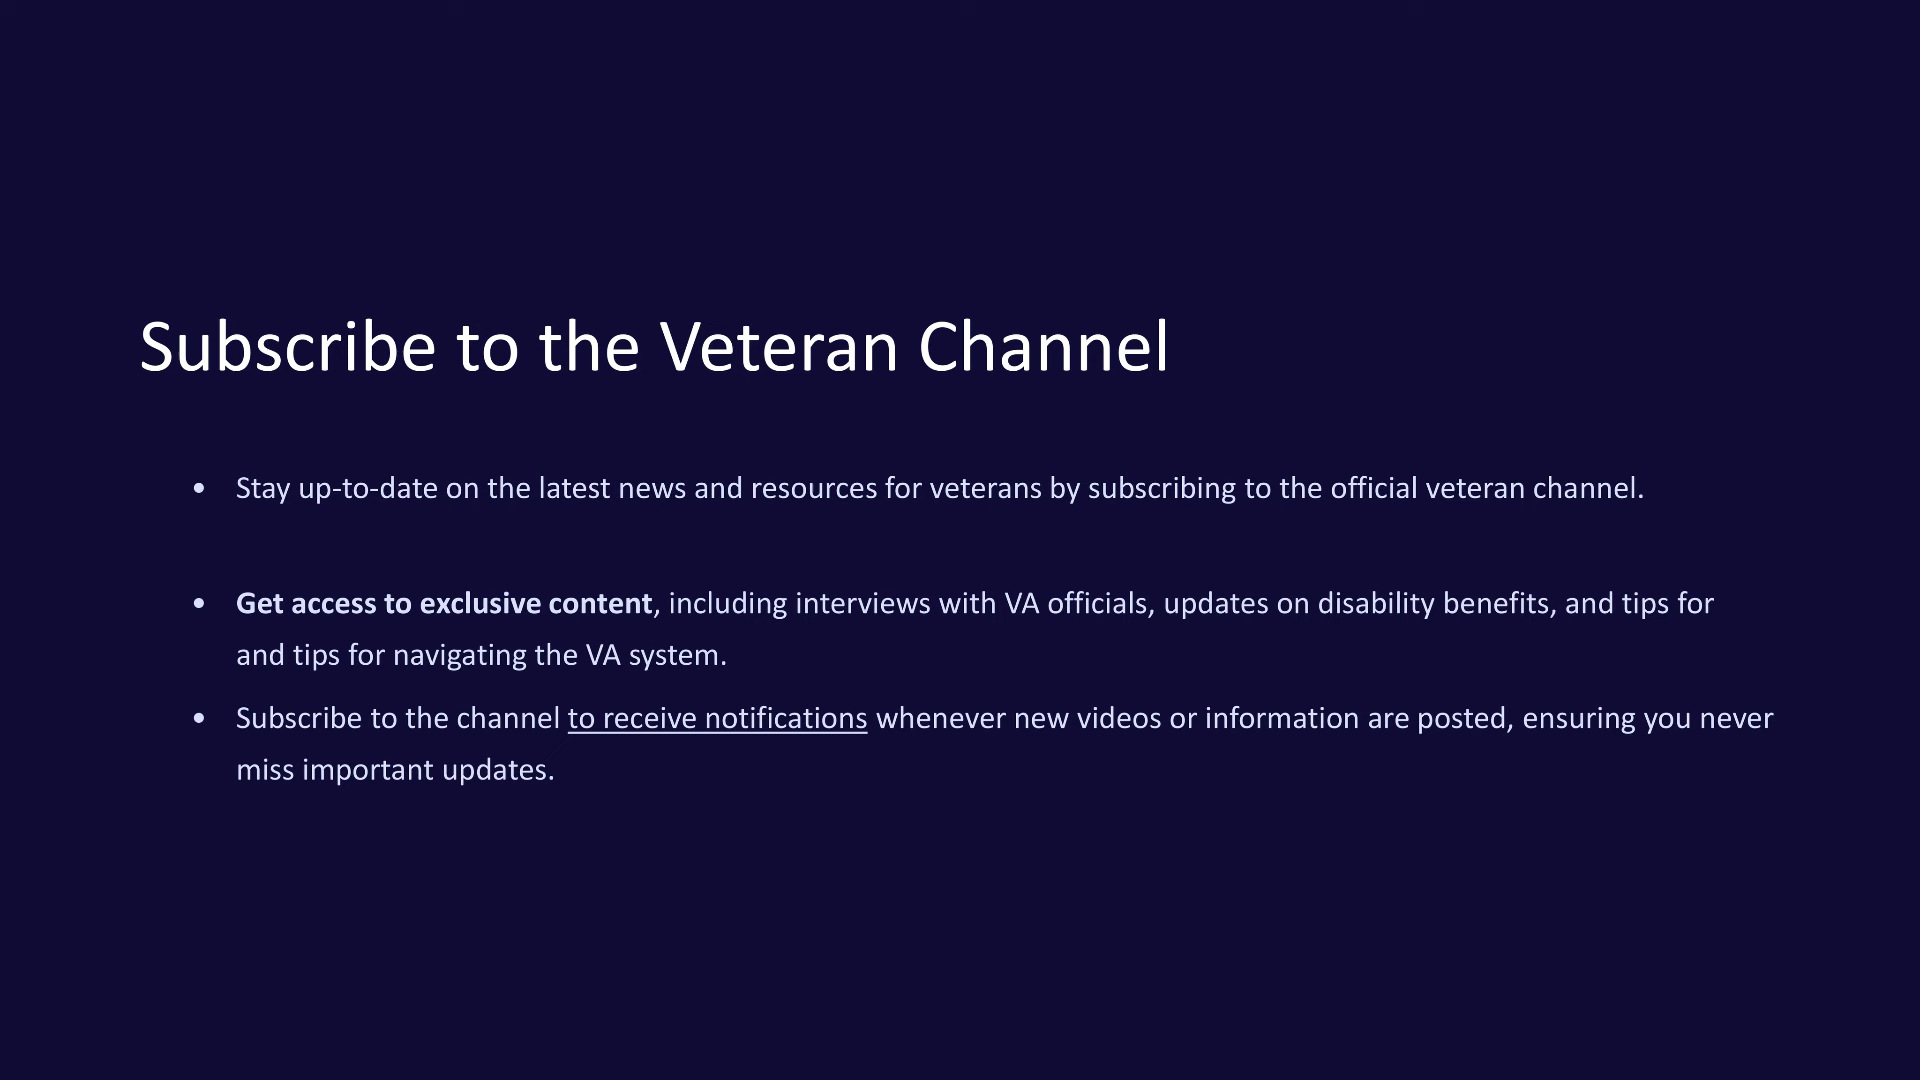 Subscribe to the Veteran Channel
• Stay up-to-date on the latest news and resources for veterans by subscribing to the official veteran channel.
• Get access to exclusive content, including interviews with VA officials, updates on disability benefits, and tips for
and tips for navigating the VA system.
• Subscribe to the channel to receive notifications whenever new videos or information are posted, ensuring you never
miss important updates.